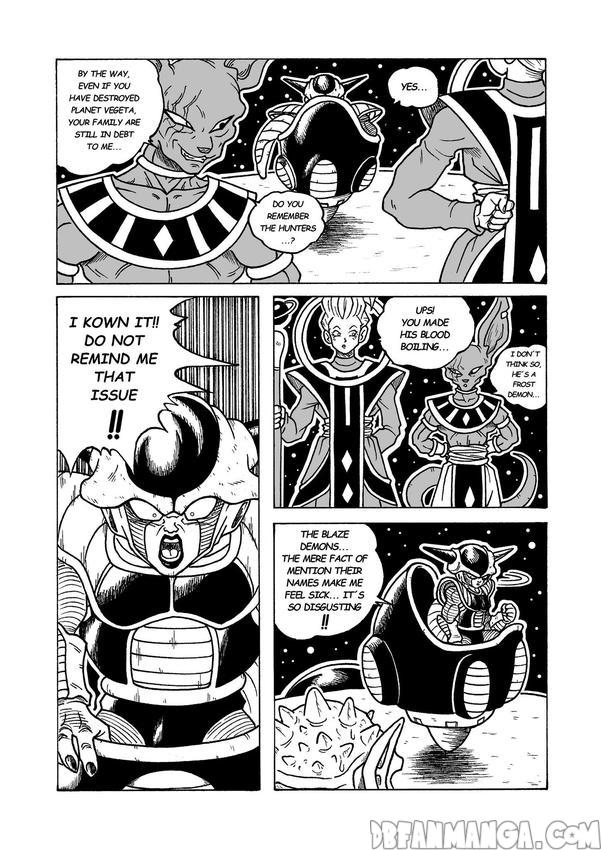 BY THE WAY,
EVEN IF YOU
HAVE DESTROYED
PLANET VEGETA,
YOUR FAMILY ARE
STILL IN DEBT
TO ME...
YES...
DO YOU
REMEMBER
THE HUNTERS
...?
I KOWN IT!!
DO NOT
REMIND ME
THAT
ISSUE
!!
UPS!
YOU MADE
HIS BLOOD
BOILING...
I DON´T
THINK SO,
HE´S A
FROST
DEMON...
THE BLAZE
DEMONS...
THE MERE FACT OF
MENTION THEIR
NAMES MAKE ME
FEEL SICK... IT´S
SO DISGUSTING
!!
DBFANMANGA.COM